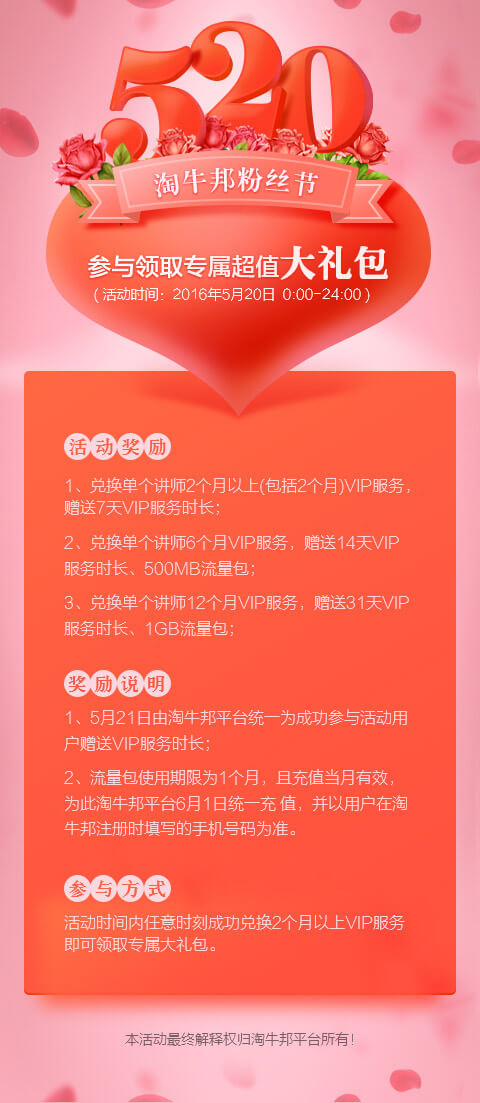 520
淘牛邦粉丝节
参与领取专属超值大礼包
(活动时间：2016年5月20日 0:00-24:00)
活动奖励
1、兑换单个讲师2个月以上(包括2个月)VIP服务，
赠送7天VIP服务时长；
2、兑换单个讲师6个月VIP服务，赠送14天VIP
服务时长、500MB流量包；
3、兑换单个讲师12个月VIP服务，赠送31天VIP
服务时长、1GB流量包；
奖励说明
1、5月21日由淘牛邦平台统一为成功参与活动用
户赠送VIP服务时长；
2、流量包使用期限为1个月，且充值当月有效，
为此淘牛邦平台6月1日统一充 值，并以用户在淘
牛邦注册时填写的手机号码为准。
参与方式
活动时间内任意时刻成功兑换2个月以上VIP服务
即可领取专属大礼包。
本活动最终解释权归淘牛邦平台所有！